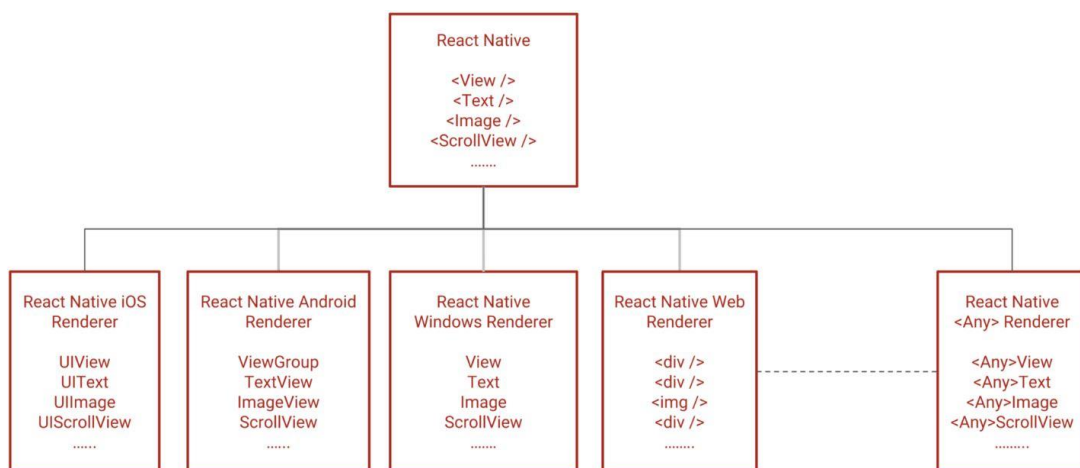 React Native
<View />
<Text />
<Image />
<ScrollView />
.......
React Native iOS
Renderer
UIView
UIText
UIImage
UIScrollView
......
React Native Android
Renderer
ViewGroup
TextView
ImageView
ScrollView
......
React Native
Windows Renderer
View
Text
Image
ScrollView
.......
React Native Web
Renderer
<div />
<div />
<img />
<div />
........
React Native
<Any> Renderer
<Any>View
<Any>Text
<Any>Image
<Any>ScrollView
.........